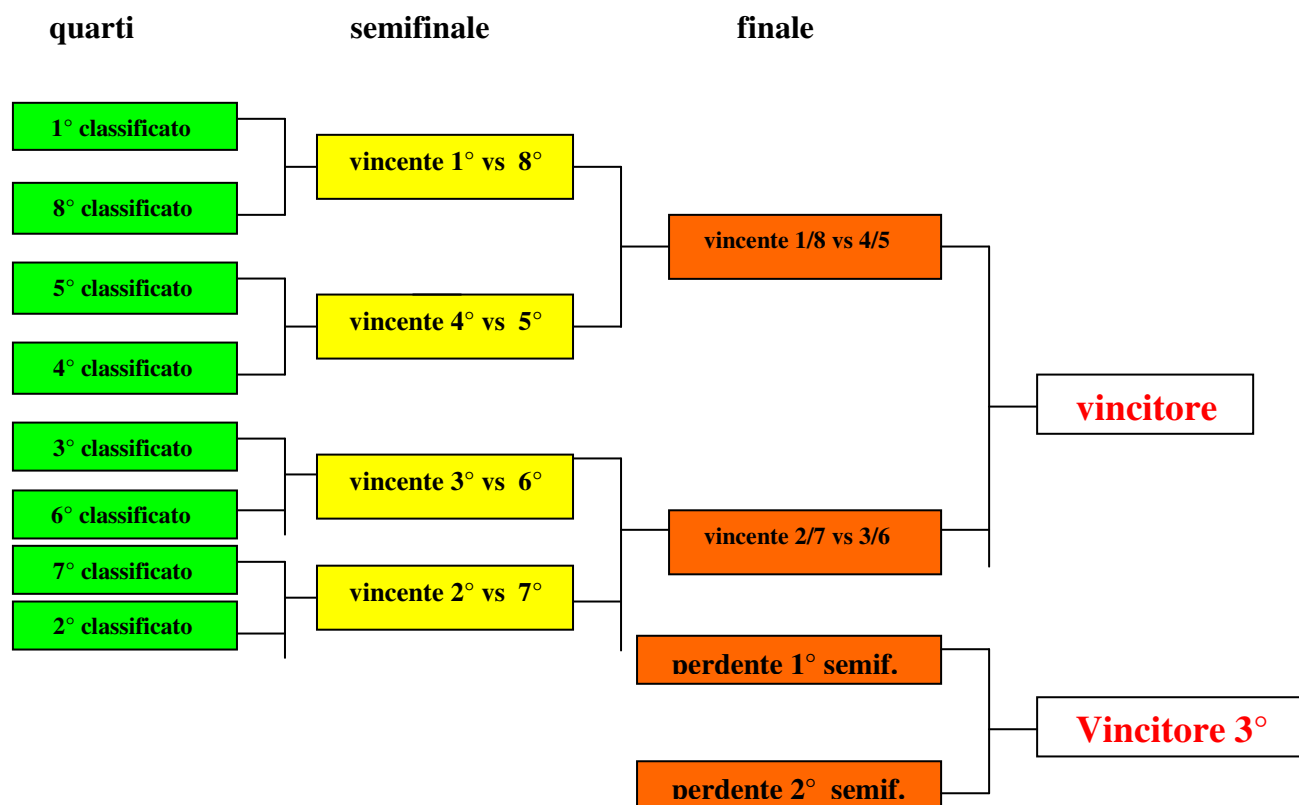 quarti semifinale finale
1° classificato
8° classificato
5° classificato
4° classificato
3° classificato
6° classificato
7° classificato
2° classificato
vincente 1° vs 8°
vincente 4° vs 5°
vincente 3° vs 6°
vincente 2° vs 7°
vincente 1/8 vs 4/5
vincente 2/7 vs 3/6
perdente 1° semif.
perdente 2° semif.
vincitore
Vincitore 3°